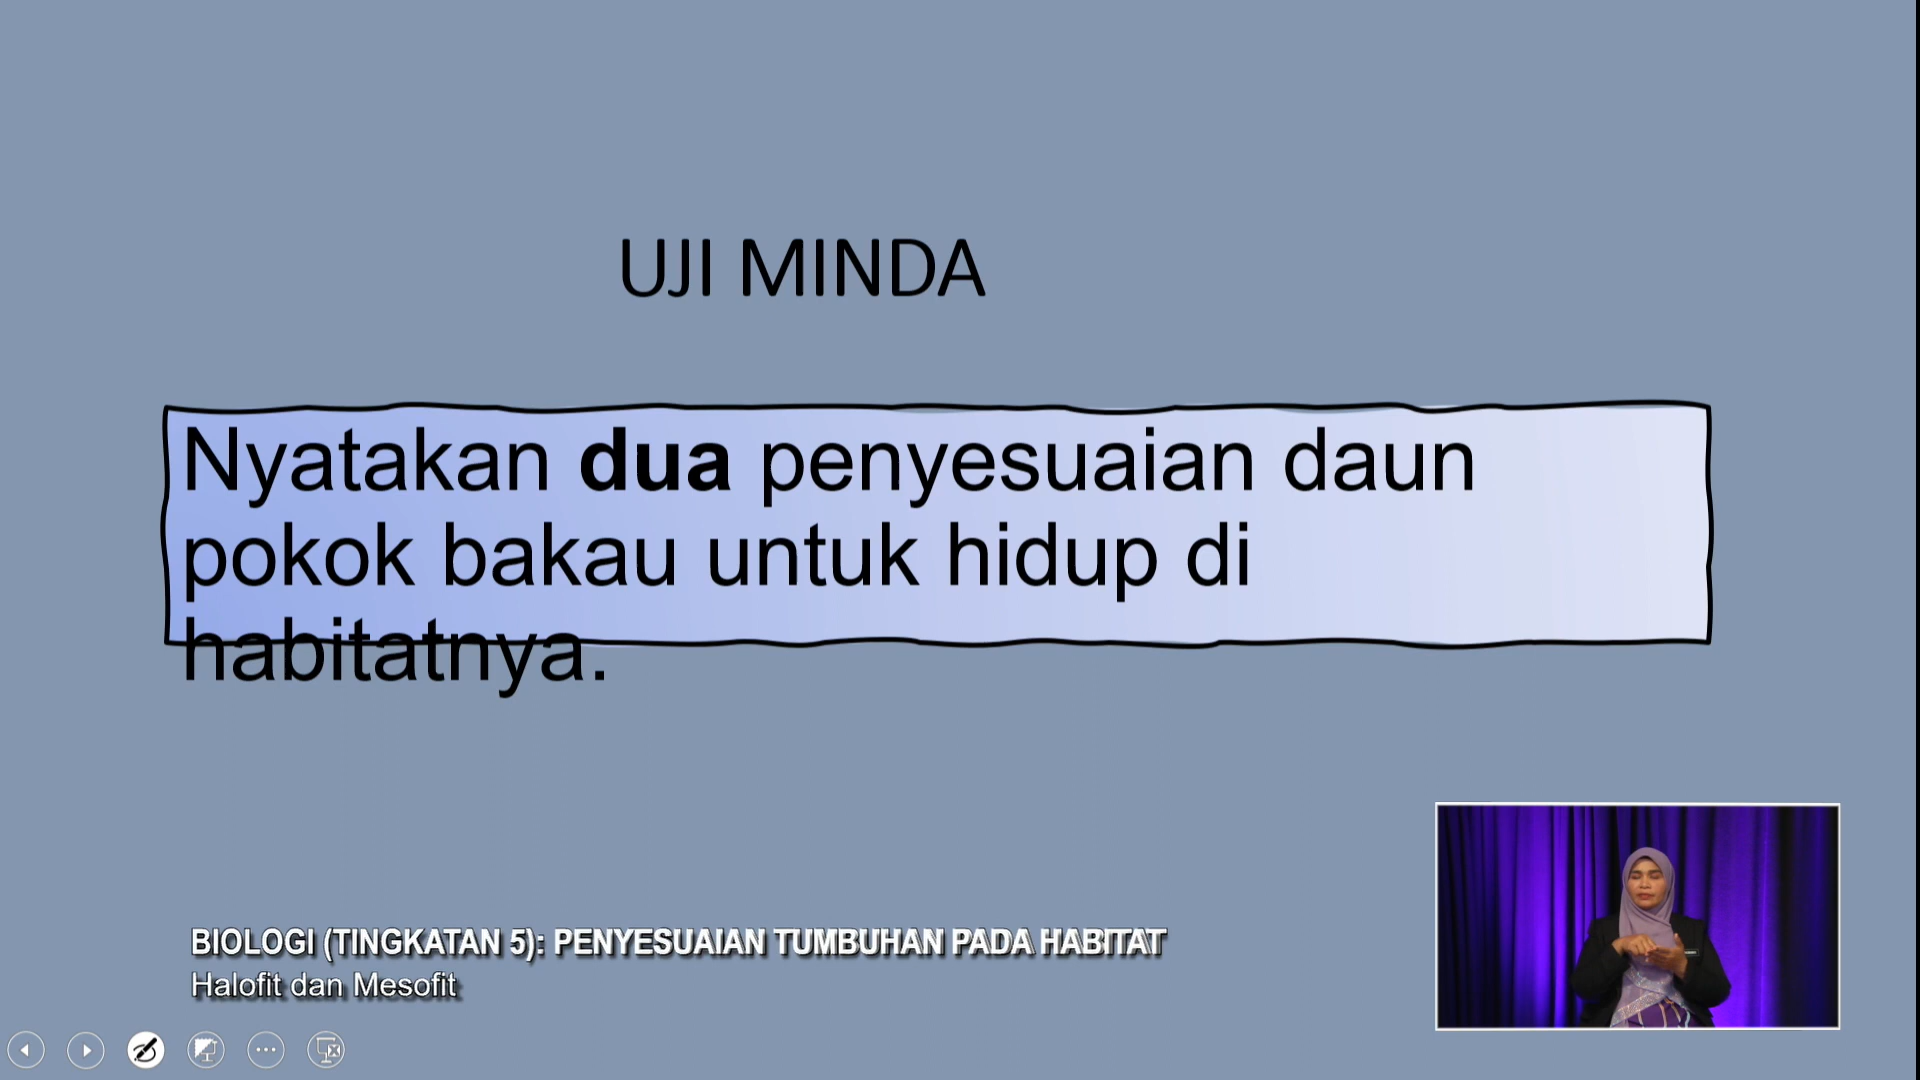 UJI MINDA
Nyatakan dua penyesuaian daun
pokok bakau untuk hidup di
habitatnya.
BIOLOGI (TINGKATAN 5): PENYESUAIAN TUMBUHAN PADA HABITAT
Halofit dan Mesofit